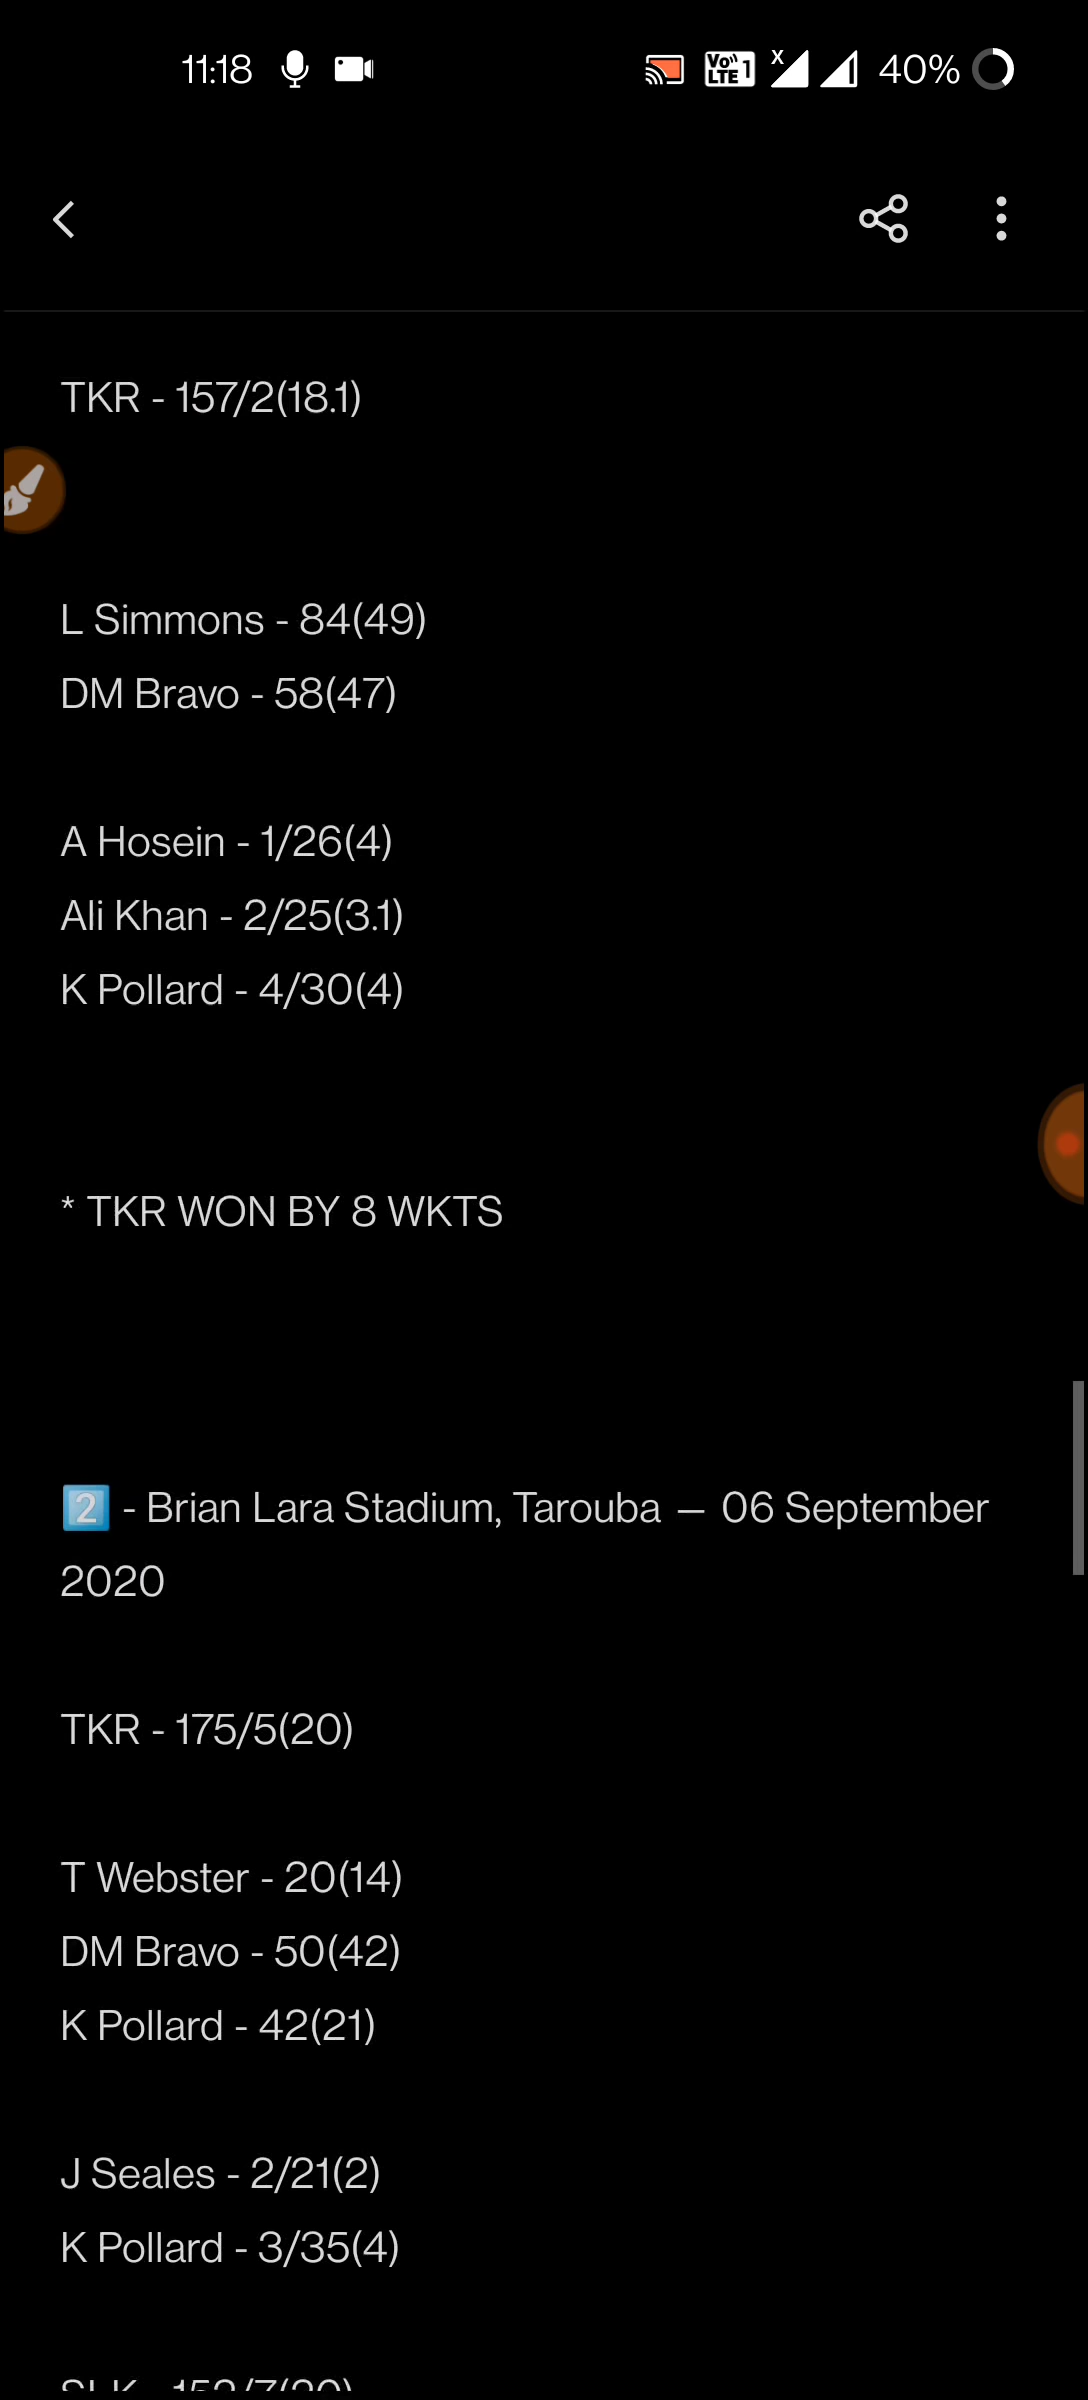 11:18 Vo LTE 1 X 40%
TKR - 157/2(18.1)
L Simmons - 84(49)
DM Bravo - 58(47)
A Hosein - 1/26(4)
Ali Khan - 2/25(3.1)
K Pollard - 4/30(4)
* TKR WON BY 8 WKTS
2️⃣ - Brian Lara Stadium, Tarouba — 06 September
2020
TKR - 175/5(20)
T Webster - 20(14)
DM Bravo - 50(42)
K Pollard - 42(21)
J Seales - 2/21(2)
K Pollard - 3/35(4)